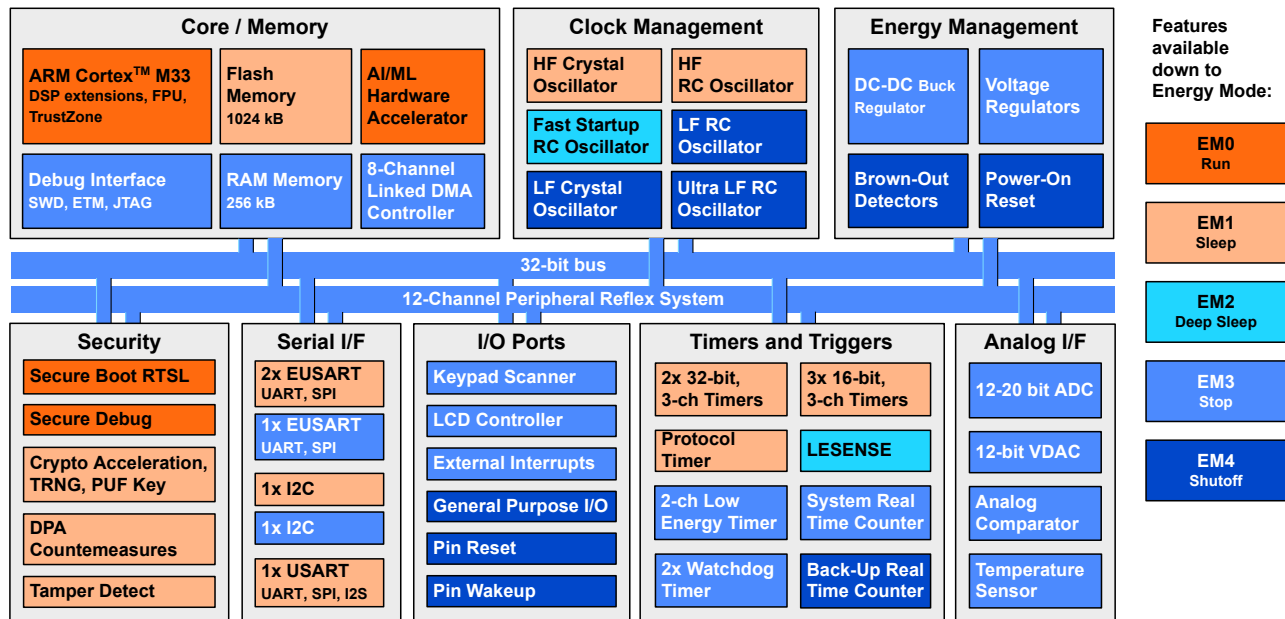 Core / Memory
ARM Cortex™ M33
DSP extensions, FPU,
TrustZone
Flash
Memory
1024 kB
AI/ML
Hardware
Accelerator
Debug Interface
SWD, ETM, JTAG
RAM Memory
256 kB
8-Channel
Linked DMA
Controller
Clock Management
HF Crystal
Oscillator
HF
RC Oscillator
Fast Startup
RC Oscillator
LF RC
Oscillator
LF Crystal
Oscillator
Ultra LF RC
Oscillator
Energy Management
DC-DC Buck
Regulator
Voltage
Regulators
Brown-Out
Detectors
Power-On
Reset
Features
available
down to
Energy Mode:
EM0
Run
EM1
Sleep
EM2
Deep Sleep
EM3
Stop
EM4
Shutoff
32-bit bus
12-Channel Peripheral Reflex System
Security
Secure Boot RTSL
Secure Debug
Crypto Acceleration,
TRNG, PUF Key
DPA
Countemeasures
Tamper Detect
Serial I/F
2x EUSART
UART, SPI
1x EUSART
UART, SPI
1x I2C
1x I2C
1x USART
UART, SPI, I2S
I/O Ports
Keypad Scanner
LCD Controller
External Interrupts
General Purpose I/O
Pin Reset
Pin Wakeup
Timers and Triggers
2x 32-bit,
3-ch Timers
3x 16-bit,
3-ch Timers
Protocol
Timer
LESENSE
2-ch Low
Energy Timer
System Real
Time Counter
2x Watchdog
Timer
Back-Up Real
Time Counter
Analog I/F
12-20 bit ADC
12-bit VDAC
Analog
Comparator
Temperature
Sensor